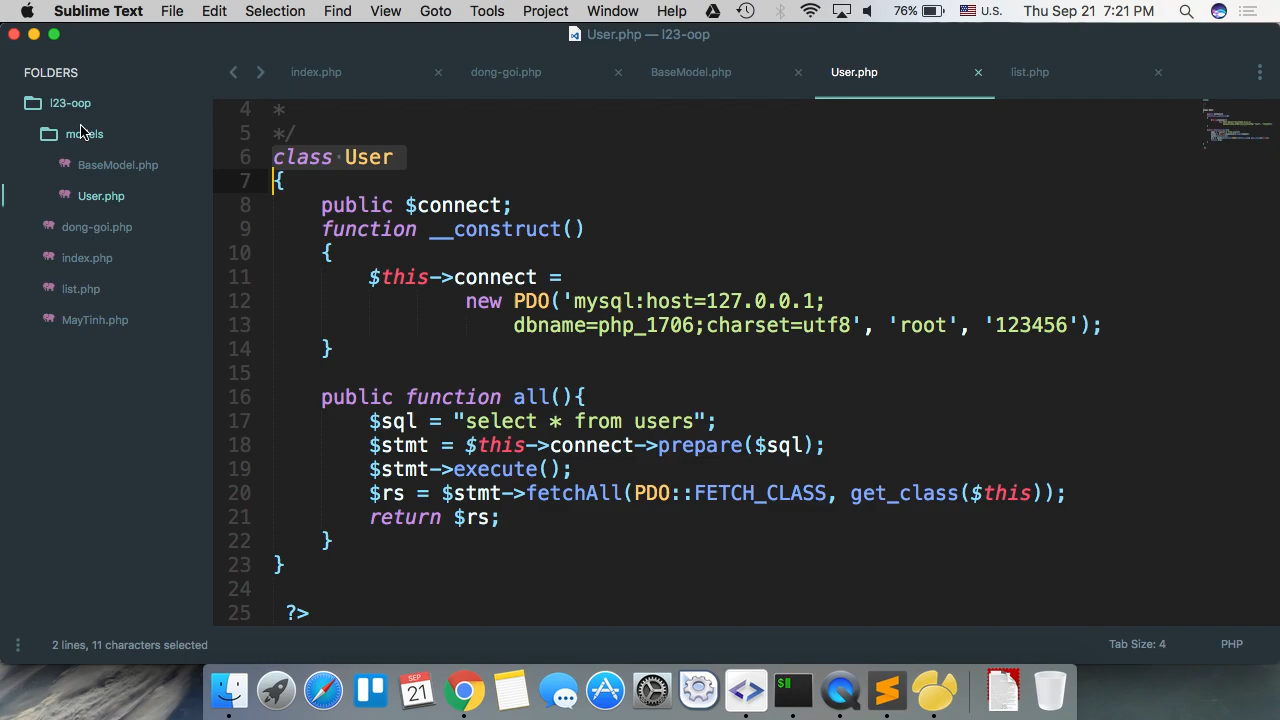 Sublime Text File Edit Selection Find View Goto Tools Project Window Help 76% U.S. Thu Sep 21 7:21 PM
User.php — l23-oop
FOLDERS
l23-oop
models
BaseModel.php
User.php
dong-goi.php
index.php
list.php
MayTinh.php
index.php × dong-goi.php × BaseModel.php × User.php × list.php ×
4 *
5 */
6 class User
7 {
8 public $connect;
9 function __construct()
10 {
11 $this->connect =
12 new PDO('mysql:host=127.0.0.1;
13 dbname=php_1706;charset=utf8', 'root', '123456');
14 }
15
16 public function all(){
17 $sql = "select * from users";
18 $stmt = $this->connect->prepare($sql);
19 $stmt->execute();
20 $rs = $stmt->fetchAll(PDO::FETCH_CLASS, get_class($this));
21 return $rs;
22 }
23 }
24
25 ?>
2 lines, 11 characters selected Tab Size: 4 PHP
SEP
21